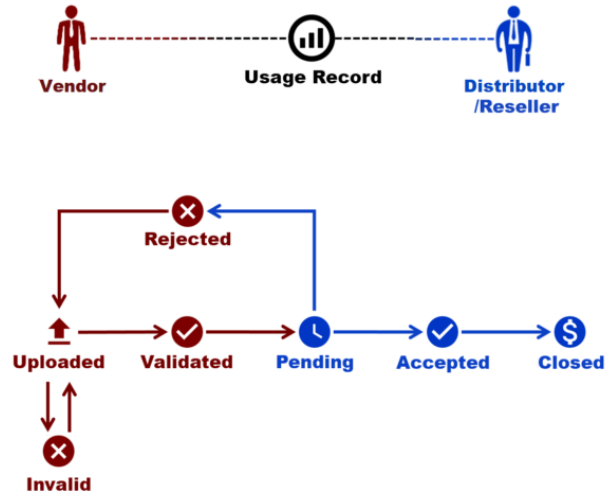 Vendor
Usage Record
Distributor
/Reseller
Rejected
Uploaded
Validated
Pending
Accepted
Closed
Invalid